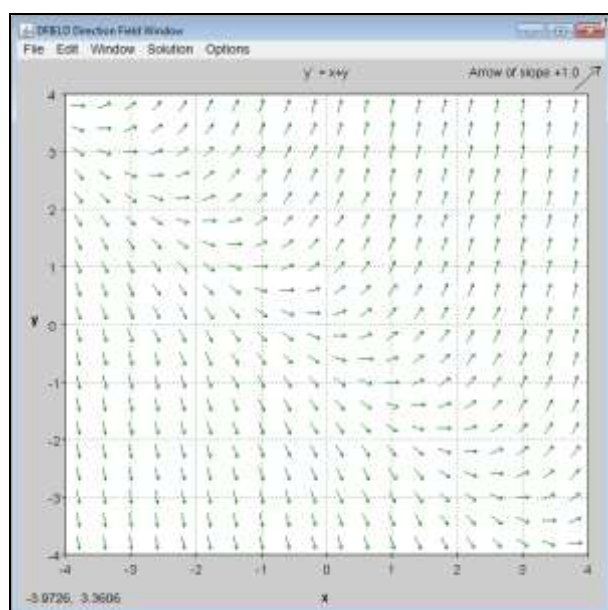 DFIELD Direction Field Window
File Edit Window Solution Options
y' = x+y
Arrow of slope +1.0
4
3
2
1
0
-1
-2
-3
-4
y
-4 -3 -2 -1 0 1 2 3 4
-3.9726, 3.3606
x